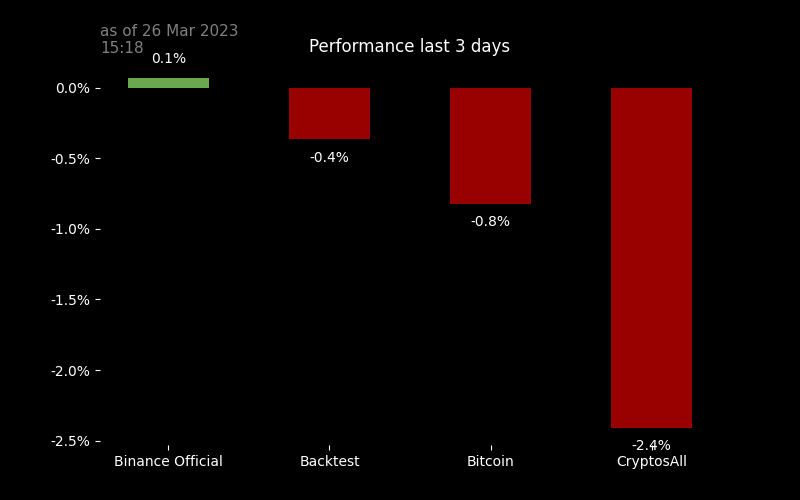 as of 26 Mar 2023
15:18
Performance last 3 days
0.1%
0.0%
-0.5%
-1.0%
-1.5%
-2.0%
-2.5%
-0.4%
-0.8%
-2.4%
Binance Official
Backtest
Bitcoin
CryptosAll